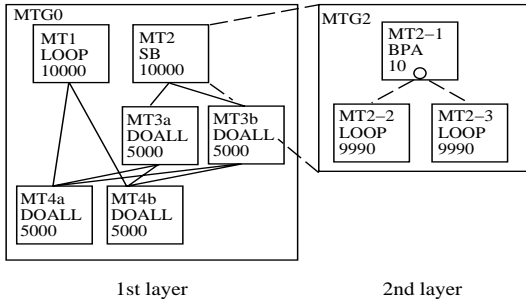 MTG0
MT1
LOOP
10000
MT2
SB
10000
MT3a
DOALL
5000
MT3b
DOALL
5000
MT4a
DOALL
5000
MT4b
DOALL
5000
1st layer
MTG2
MT2-1
BPA
10
MT2-2
LOOP
9990
MT2-3
LOOP
9990
2nd layer